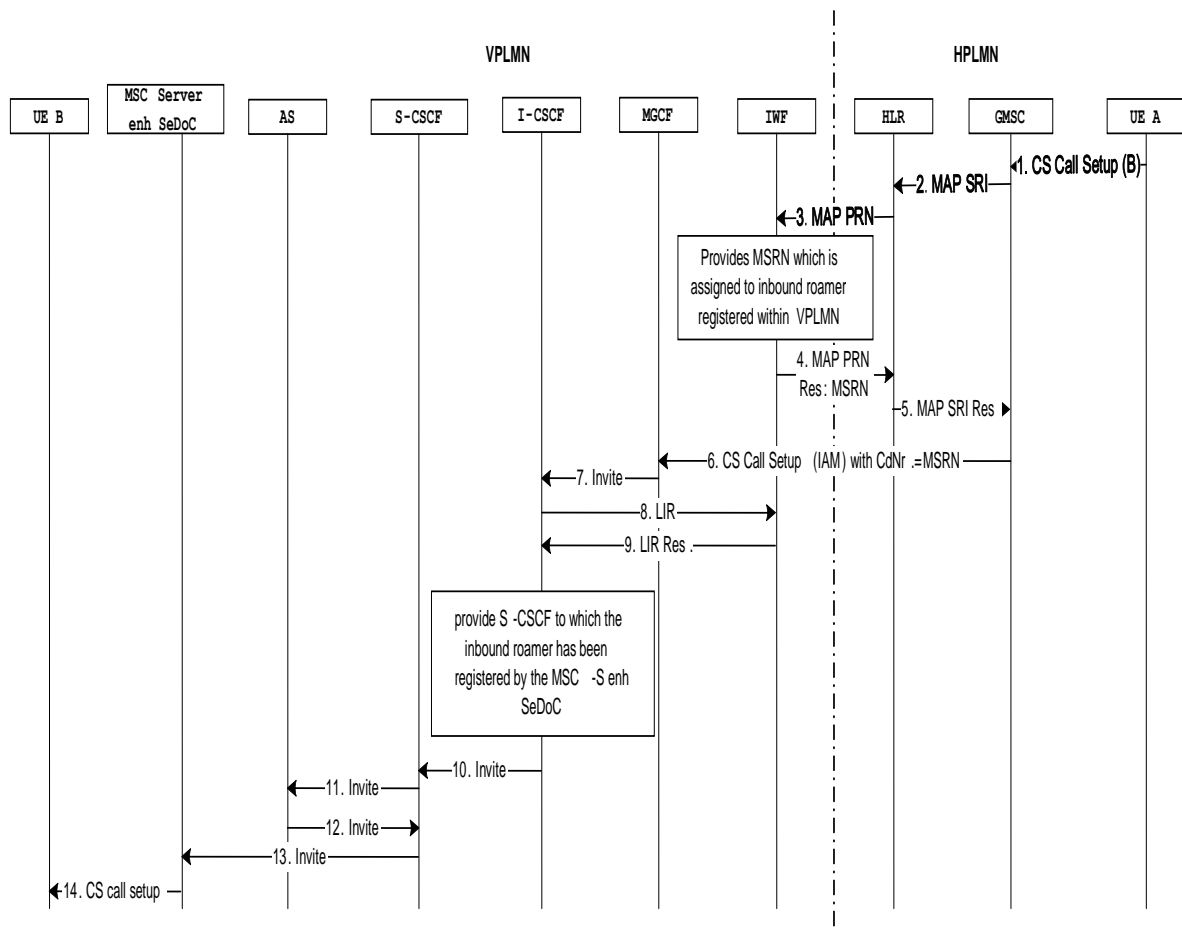 VPLMN
HPLMN
UE B
MSC Server
enh SeDoC
AS
S-CSCF
I-CSCF
MGCF
IWF
HLR
GMSC
UE A
1. CS Call Setup (B)
2. MAP SRI
3. MAP PRN
Provides MSRN which is
assigned to inbound roamer
registered within VPLMN
4. MAP PRN
Res: MSRN
5. MAP SRI Res
6. CS Call Setup (IAM) with CdNr .=MSRN
7. Invite
8. LIR
9. LIR Res .
provide S -CSCF to which the
inbound roamer has been
registered by the MSC -S enh
SeDoC
10. Invite
11. Invite
12. Invite
13. Invite
14. CS call setup